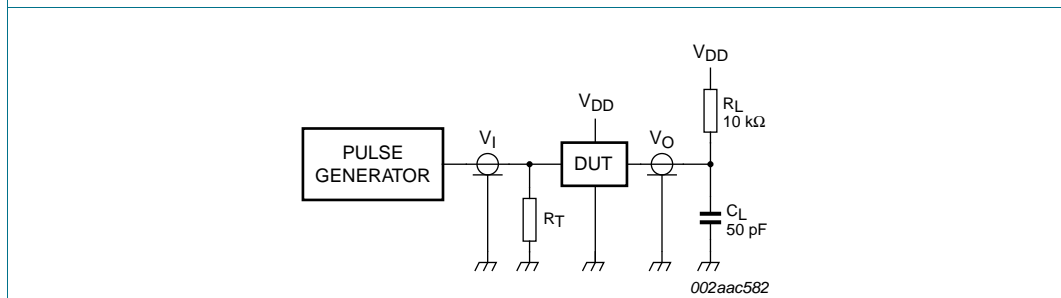 VDD
RL
10 kΩ
VDD
VI
VO
PULSE
GENERATOR
DUT
RT
CL
50 pF
002aac582